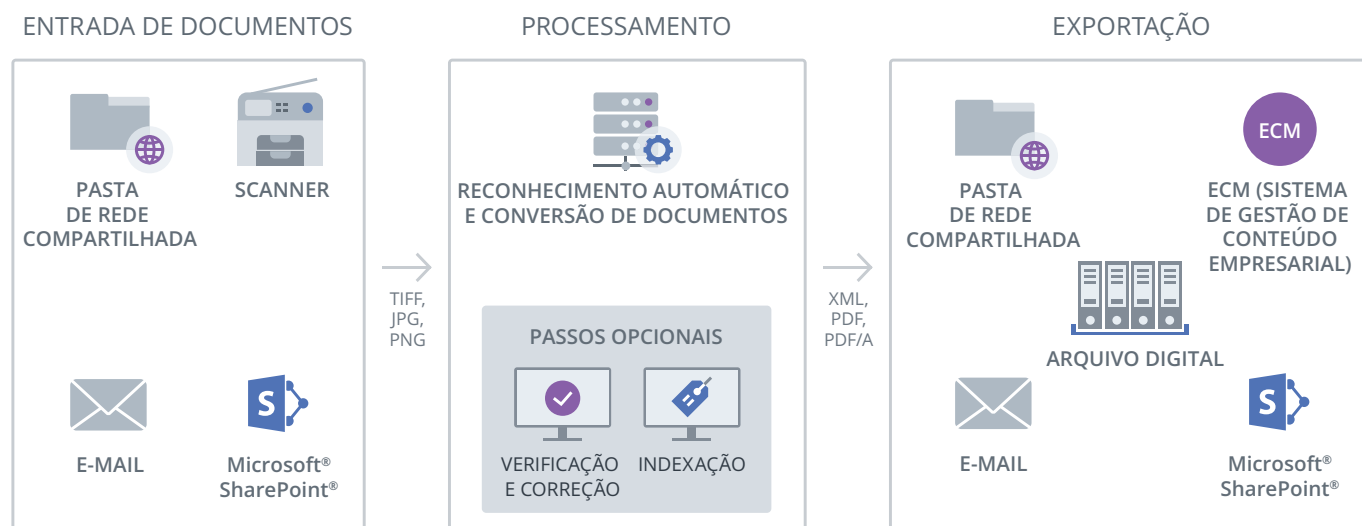 ENTRADA DE DOCUMENTOS
PASTA
DE REDE
COMPARTILHADA
SCANNER
E-MAIL
S
Microsoft®
SharePoint®
TIFF,
JPG,
PNG
PROCESSAMENTO
RECONHECIMENTO AUTOMÁTICO
E CONVERSÃO DE DOCUMENTOS
PASSOS OPCIONAIS
VERIFICAÇÃO
E CORREÇÃO
INDEXAÇÃO
XML,
PDF,
PDF/A
EXPORTAÇÃO
PASTA
DE REDE
COMPARTILHADA
ECM
ECM (SISTEMA
DE GESTÃO DE
CONTEÚDO
EMPRESARIAL)
ARQUIVO DIGITAL
E-MAIL
S
Microsoft®
SharePoint®